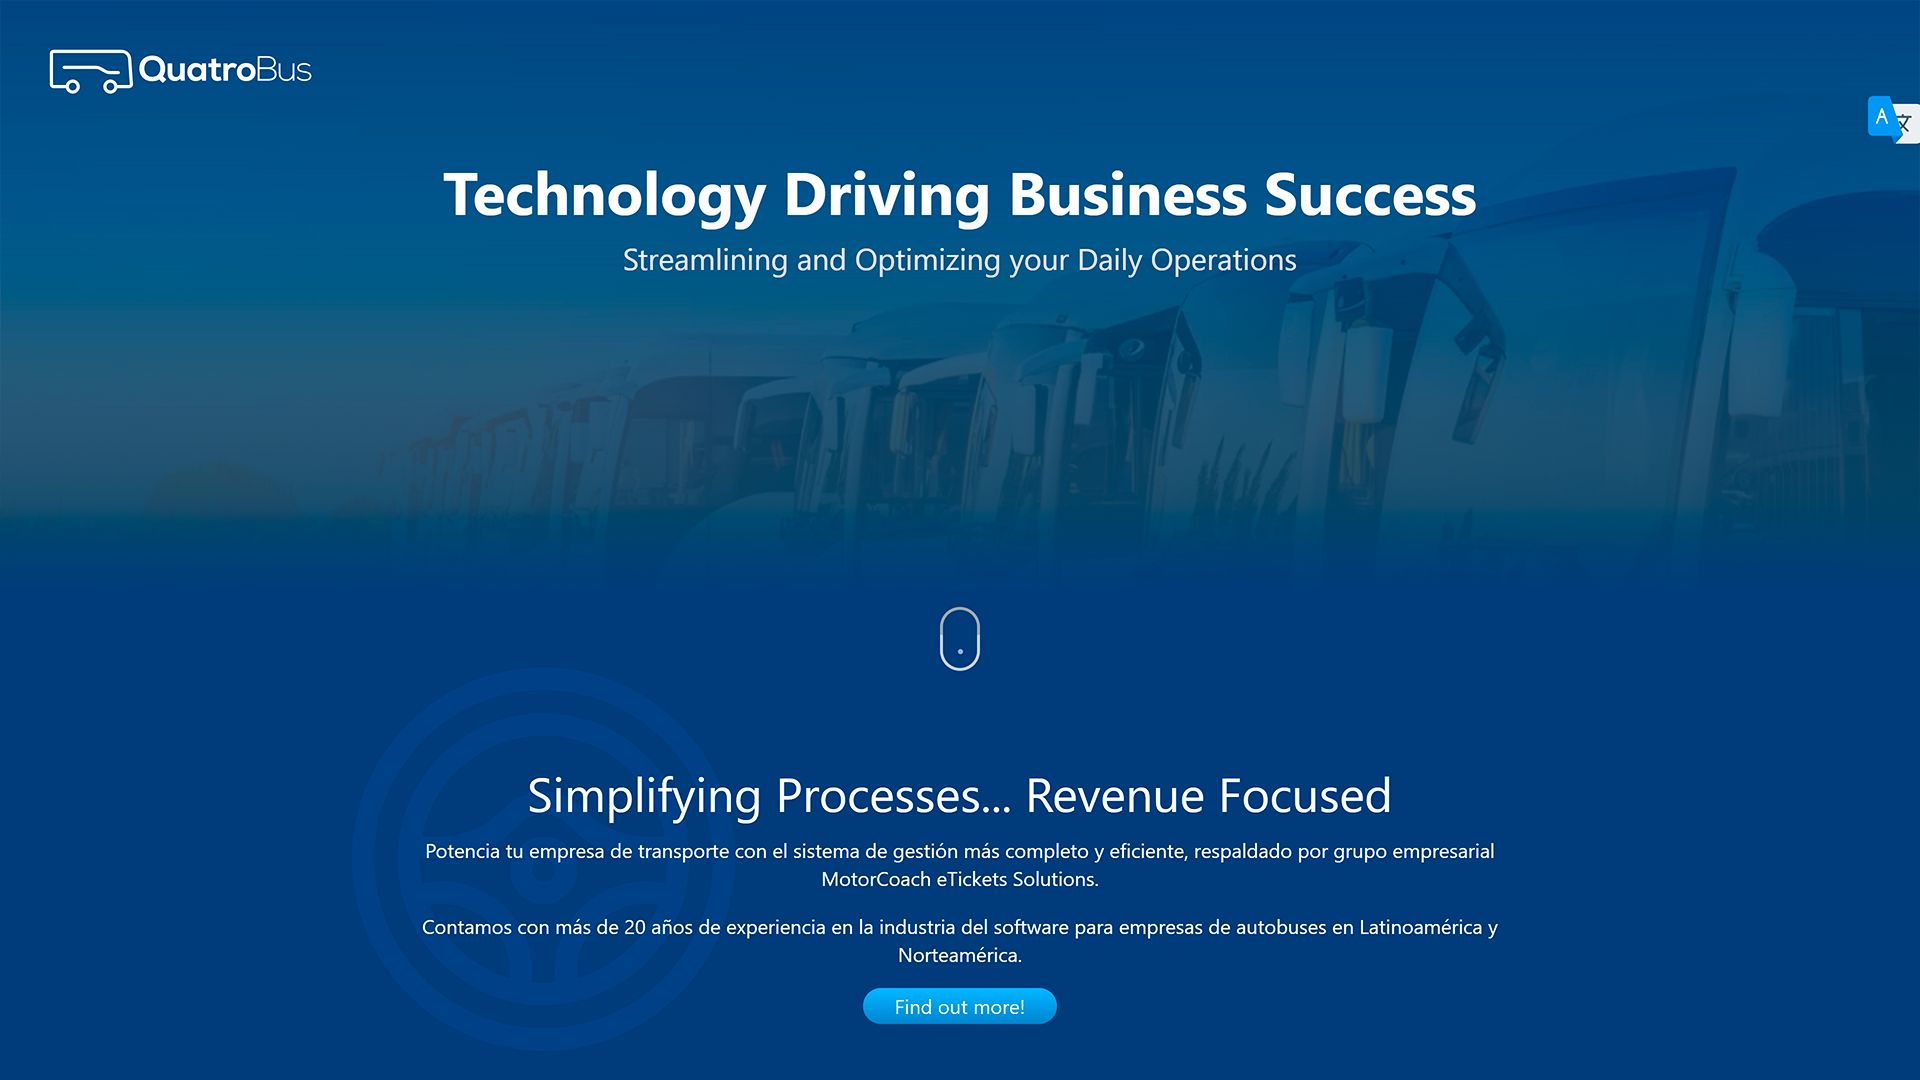 QuatroBus
A 文
Technology Driving Business Success
Streamlining and Optimizing your Daily Operations
Simplifying Processes... Revenue Focused
Potencia tu empresa de transporte con el sistema de gestión más completo y eficiente, respaldado por grupo empresarial
MotorCoach eTickets Solutions.
Contamos con más de 20 años de experiencia en la industria del software para empresas de autobuses en Latinoamérica y
Norteamérica.
Find out more!